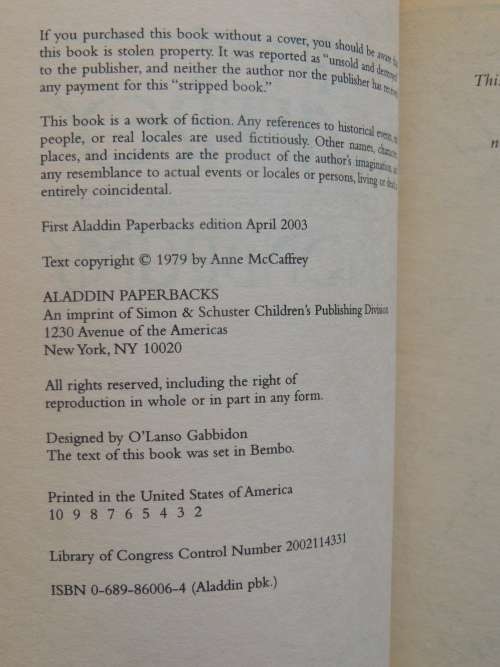 If you purchased this book without a cover, you should be aware
this book is stolen property. It was reported as "unsold and destroyed
to the publisher, and neither the author nor the publisher has received
any payment for this "stripped book."
This book is a work of fiction. Any references to historical events,
people, or real locales are used fictitiously. Other names,
places, and incidents are the product of the author's imagination,
any resemblance to actual events or locales or persons, living or
entirely coincidental.
First Aladdin Paperbacks edition April 2003
Text copyright © 1979 by Anne McCaffrey
ALADDIN PAPERBACKS
An imprint of Simon & Schuster Children's Publishing Division
1230 Avenue of the Americas
New York, NY 10020
All rights reserved, including the right of
reproduction in whole or in part in any form.
Designed by O'Lanso Gabbidon
The text of this book was set in Bembo.
Printed in the United States of America
10 9 8 7 6 5 4 3 2
Library of Congress Control Number 2002114331
ISBN 0-689-86006-4 (Aladdin pbk.)
This
n